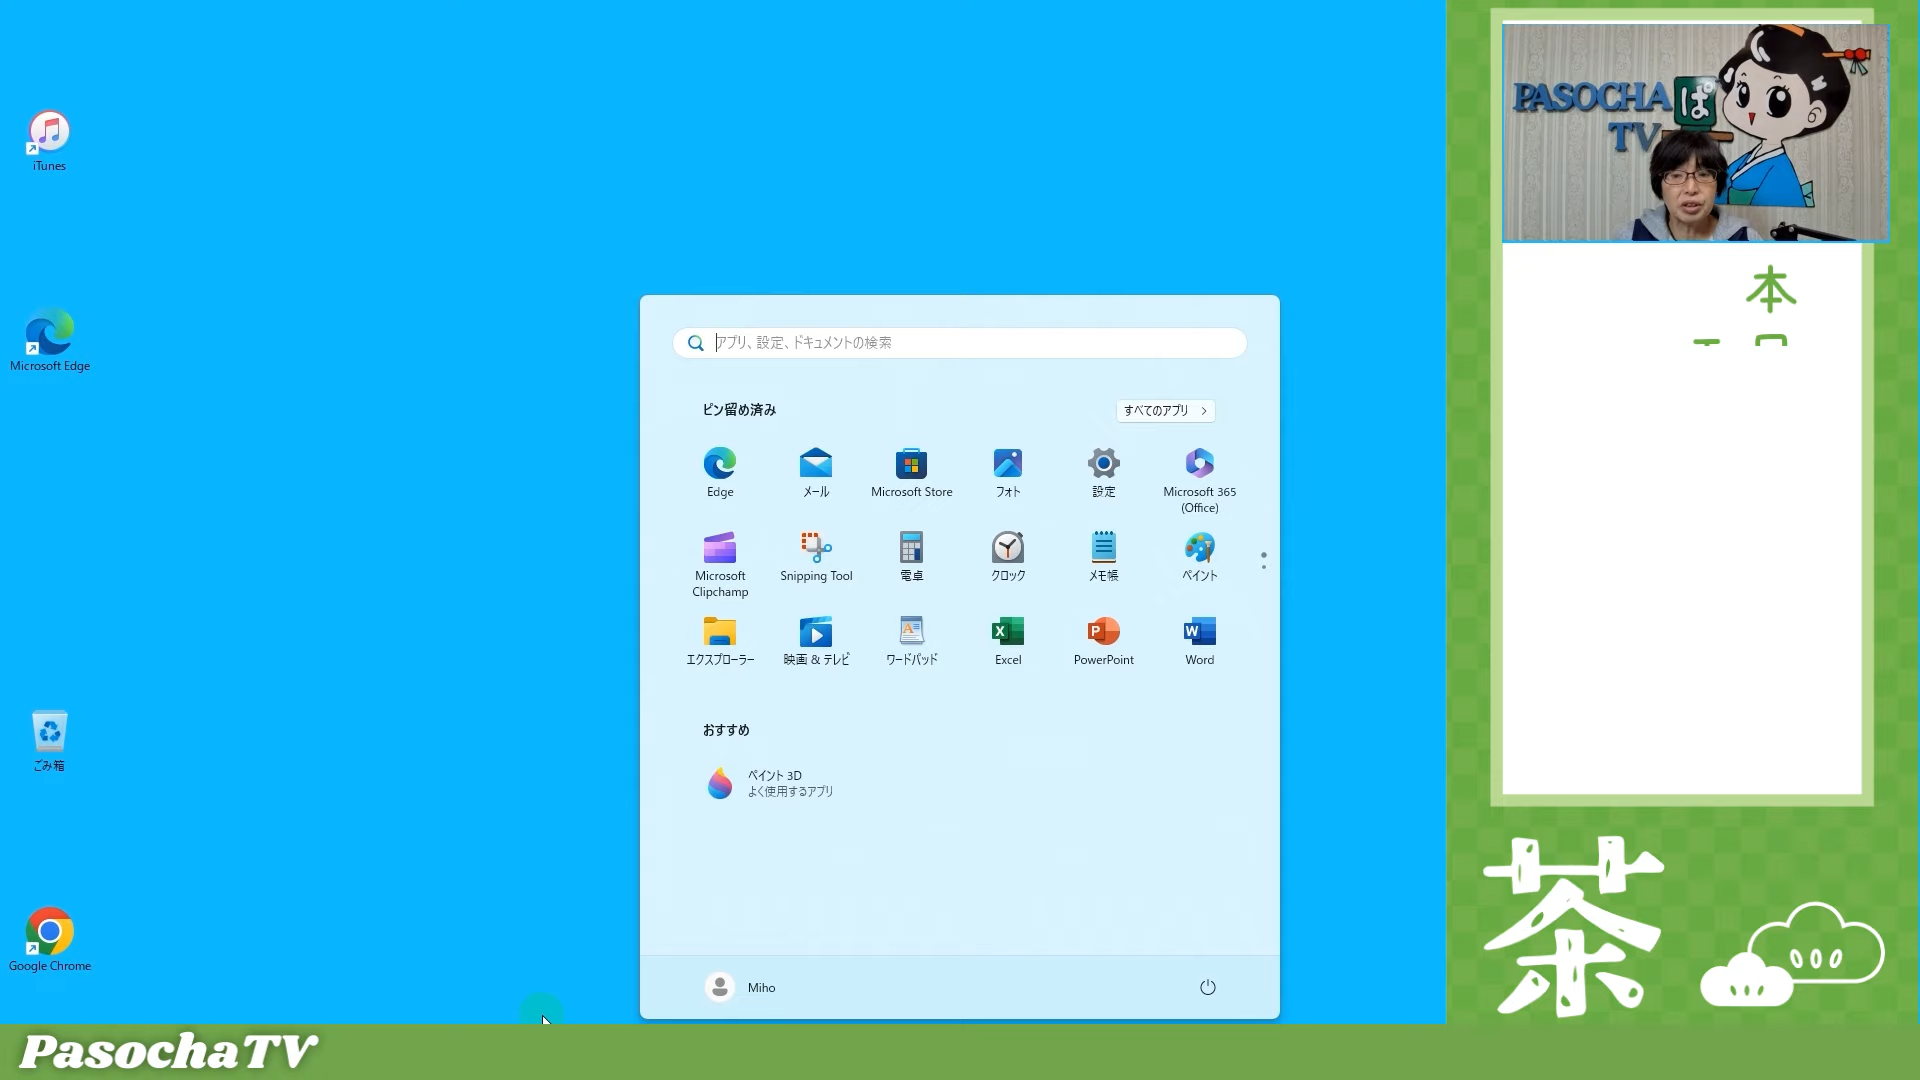 iTunes
Microsoft Edge
ごみ箱
Google Chrome
アプリ、設定、ドキュメントの検索
ピン留め済み
すべてのアプリ
Edge
メール
Microsoft Store
フォト
設定
Microsoft 365
(Office)
Microsoft
Clipchamp
Snipping Tool
電卓
クロック
メモ帳
ペイント
エクスプローラー
映画 & テレビ
ワードパッド
Excel
PowerPoint
Word
おすすめ
ペイント 3D
よく使用するアプリ
Miho
PASOCHA ぱ
TV
本
茶
PasochaTV